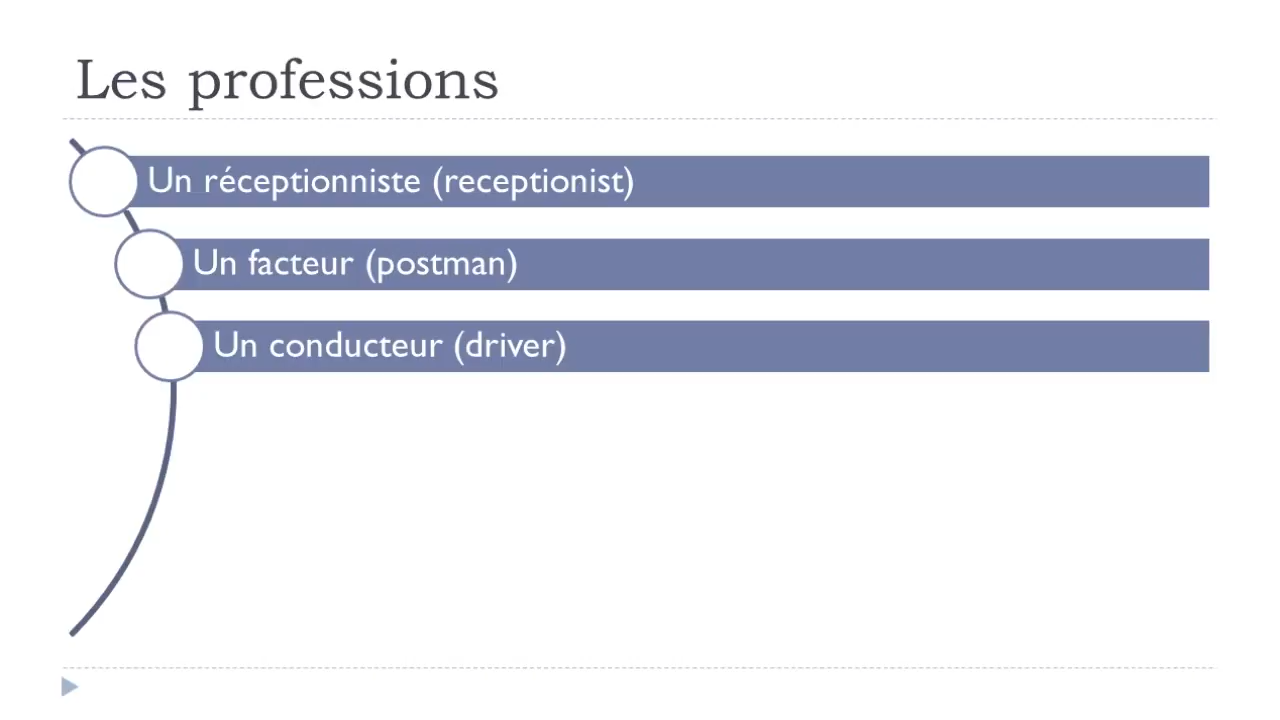 Les professions
Un réceptionniste (receptionist)
Un facteur (postman)
Un conducteur (driver)